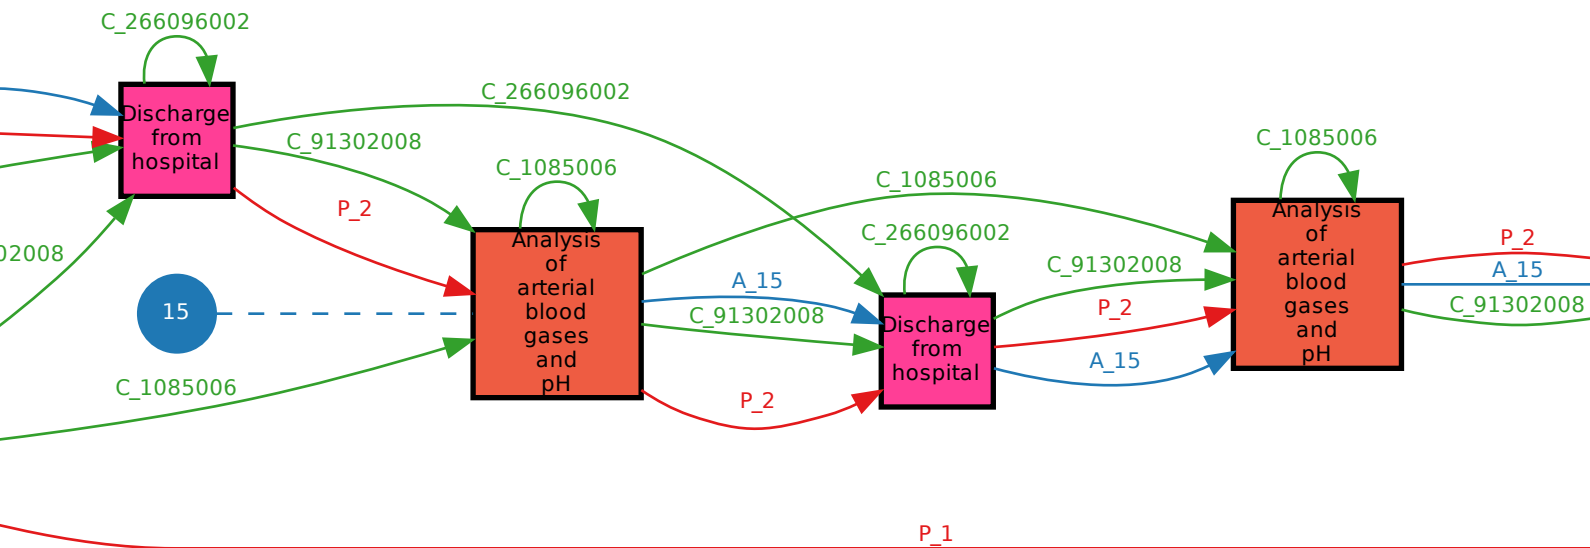 C_266096002
Discharge
from
hospital
C_266096002
C_91302008
P_2
02008
15
C_1085006
C_1085006
Analysis
of
arterial
blood
gases
and
pH
C_1085006
A_15
C_91302008
P_2
C_266096002
Discharge
from
hospital
C_91302008
P_2
A_15
C_1085006
Analysis
of
arterial
blood
gases
and
pH
P_2
A_15
C_91302008
P_1